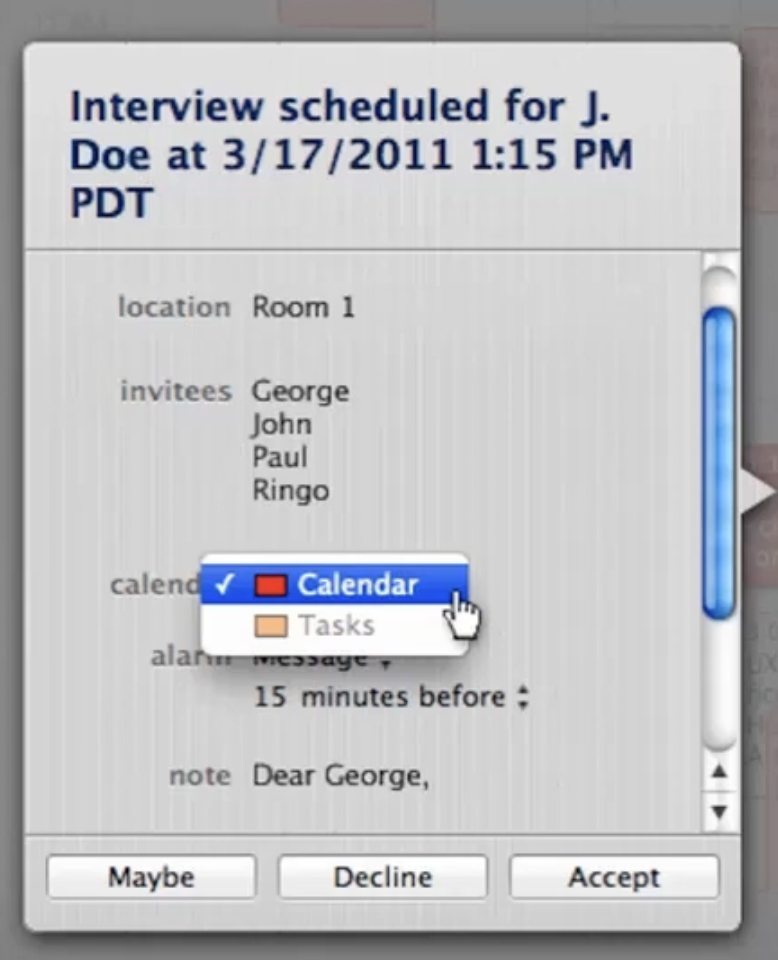 Interview scheduled for J.
Doe at 3/17/2011 1:15 PM
PDT
location Room 1
invitees George
John
Paul
Ringo
calend ✓ Calendar
Tasks
alarm Message
15 minutes before
note Dear George,
Maybe Decline Accept